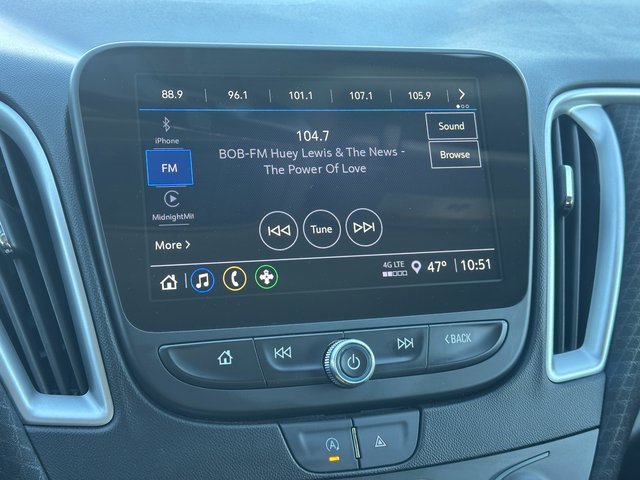 88.9 96.1 101.1 107.1 105.9
iPhone
104.7
Sound
BOB-FM Huey Lewis & The News -
The Power Of Love
Browse
FM
MidnightMil
Tune
More
4G LTE
47° 10:51
BACK
A